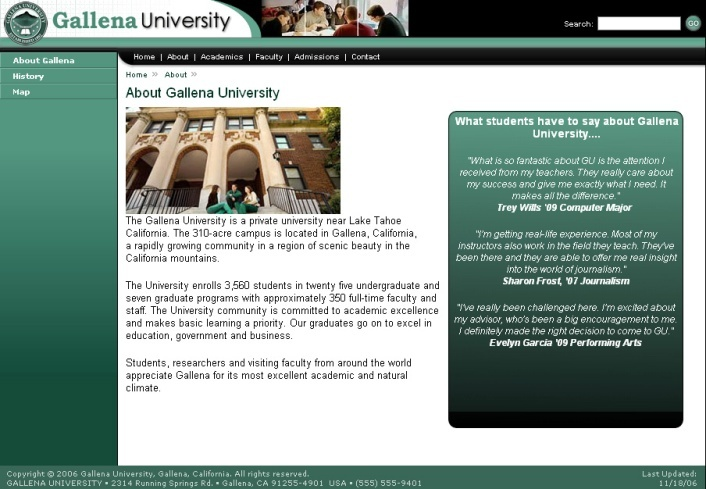 Gallena University
Search:
GO
Home | About | Academics | Faculty | Admissions | Contact
About Gallena
History
Map
Home » About »
About Gallena University
The Gallena University is a private university near Lake Tahoe
California. The 310-acre campus is located in Gallena, California,
a rapidly growing community in a region of scenic beauty in the
California mountains.
The University enrolls 3,560 students in twenty five undergraduate and
seven graduate programs with approximately 350 full-time faculty and
staff. The University community is committed to academic excellence
and makes basic learning a priority. Our graduates go on to excel in
education, government and business.
Students, researchers and visiting faculty from around the world
appreciate Gallena for its most excellent academic and natural
climate.
What students have to say about Gallena
University....
"What is so fantastic about GU is the attention I
received from my teachers. They really care about
my success and give me exactly what I need. It
makes all the difference."
Trey Wills '09 Computer Major
"I'm getting real-life experience. Most of my
instructors also work in the field they teach. They've
been there and they are able to offer me real insight
into the world of journalism."
Sharon Frost, '07 Journalism
"I've really been challenged here. I'm excited about
my advisor, who's been a big encouragement to me.
I definitely made the right decision to come to GU."
Evelyn Garcia '09 Performing Arts
Copyright © 2006 Gallena University, Gallena, California. All rights reserved.
GALLENA UNIVERSITY • 2314 Running Springs Rd. • Gallena, CA 91255-4901 USA • (555) 555-9401
Last Updated:
11/18/06